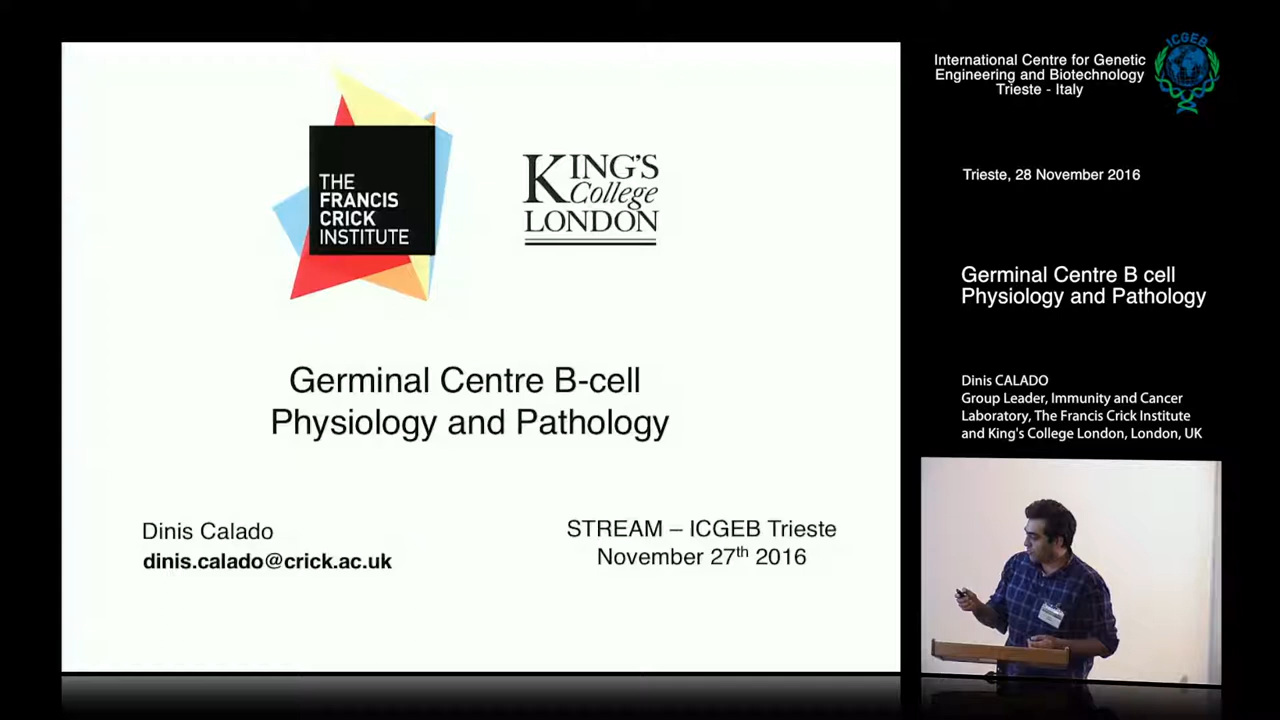 THE
FRANCIS
CRICK
INSTITUTE
KING'S
College
LONDON
Germinal Centre B-cell
Physiology and Pathology
Dinis Calado
dinis.calado@crick.ac.uk
STREAM – ICGEB Trieste
November 27th 2016
International Centre for Genetic
Engineering and Biotechnology
Trieste - Italy
ICGEB
Trieste, 28 November 2016
Germinal Centre B cell
Physiology and Pathology
Dinis CALADO
Group Leader, Immunity and Cancer
Laboratory, The Francis Crick Institute
and King's College London, London, UK